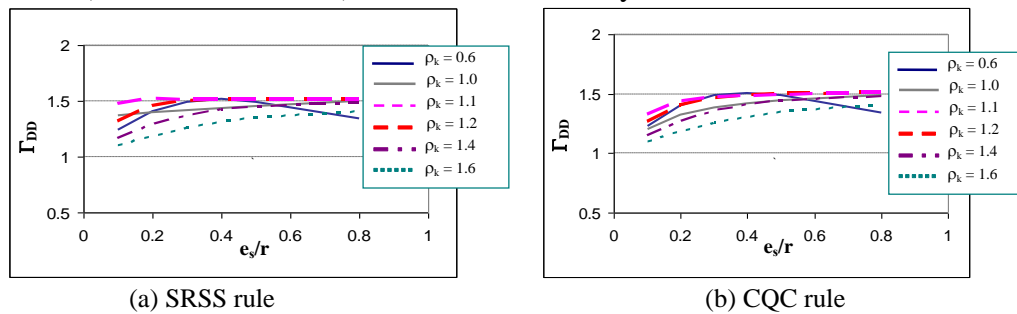 2
1.5
1
0.5
0
0.2
0.4
0.6
0.8
1
Γ_DD
e_s/r
ρ_k = 0.6
ρ_k = 1.0
ρ_k = 1.1
ρ_k = 1.2
ρ_k = 1.4
ρ_k = 1.6
(a) SRSS rule
2
1.5
1
0.5
0
0.2
0.4
0.6
0.8
1
Γ_DD
e_s/r
ρ_k = 0.6
ρ_k = 1.0
ρ_k = 1.1
ρ_k = 1.2
ρ_k = 1.4
ρ_k = 1.6
(b) CQC rule